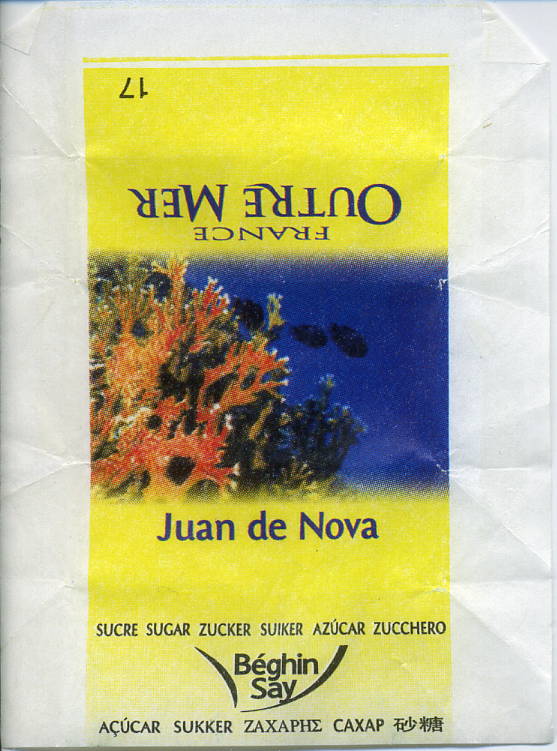 17
FRANCE
OUTRE MER
Juan de Nova
SUCRE SUGAR ZUCKER SUIKER AZÚCAR ZUCCHERO
Béghin
Say
AÇÚCAR SUKKER ΖΑΧΑΡΗΣ САХАР 砂糖